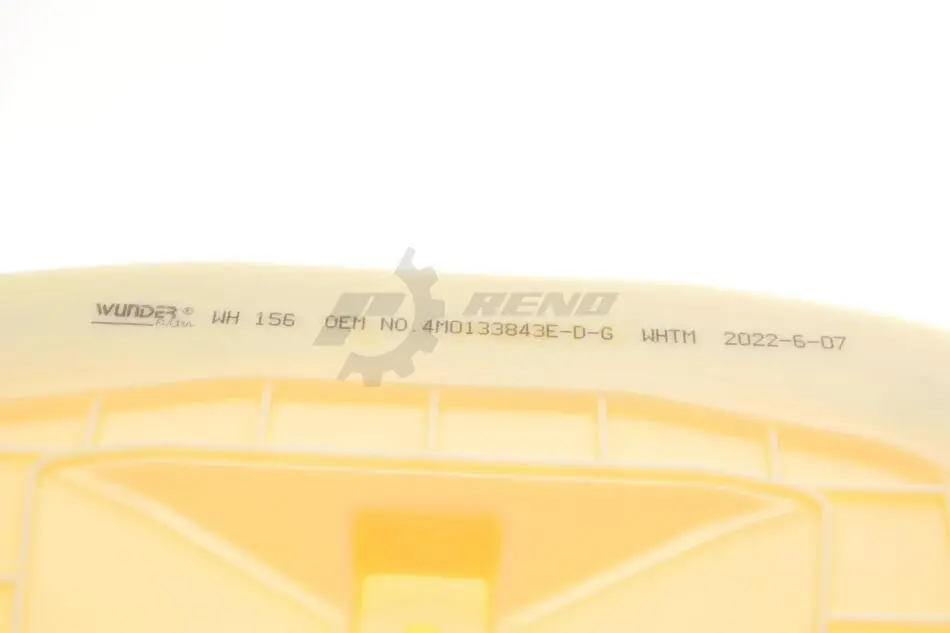 RENO
WUNDER® WH 156 OEM NO.4M0133843E-D-G WHTM 2022-6-07